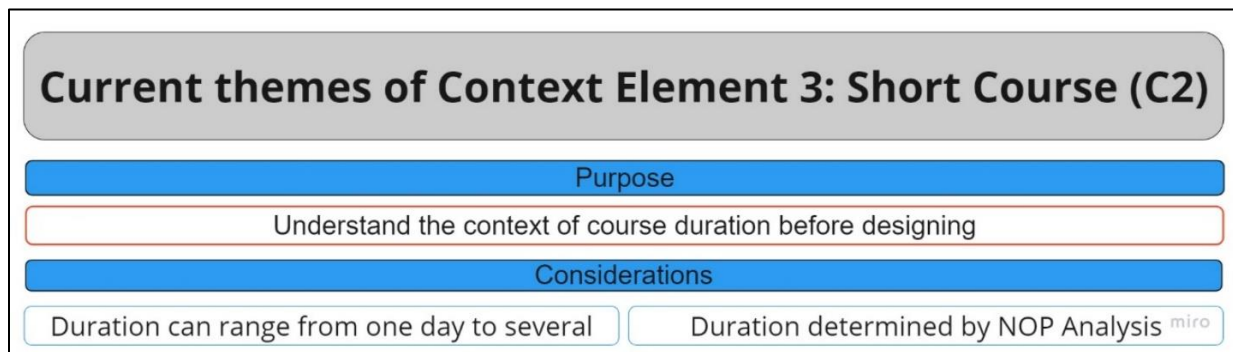 Current themes of Context Element 3: Short Course (C2)
Purpose
Understand the context of course duration before designing
Considerations
Duration can range from one day to several
Duration determined by NOP Analysis
miro